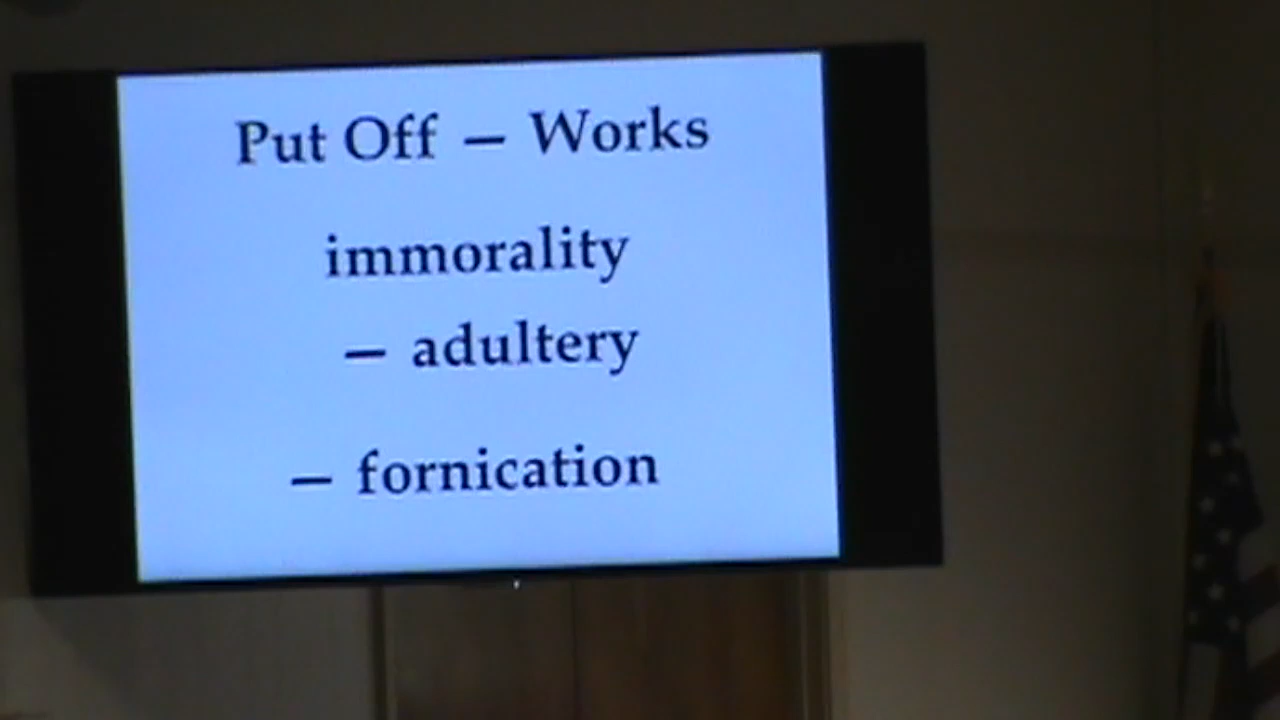 Put Off – Works
immorality
– adultery
– fornication